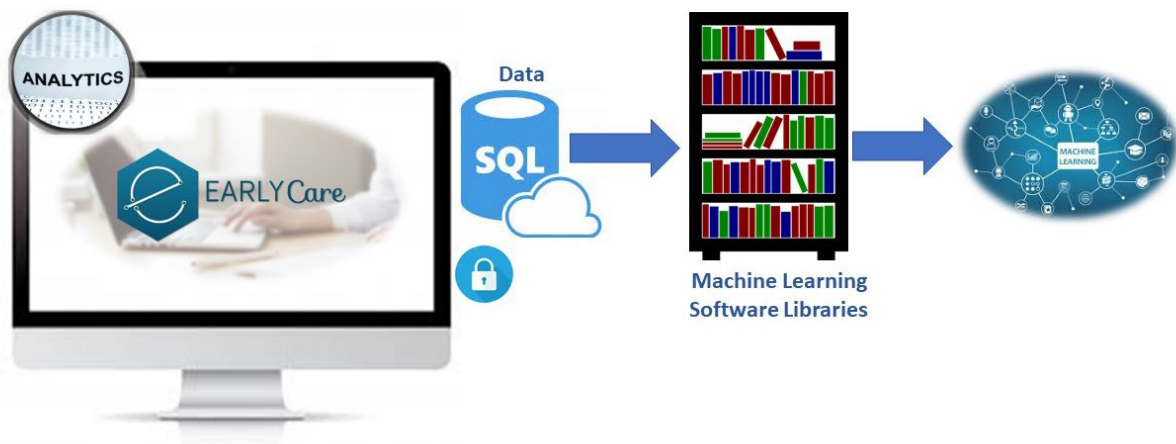 ANALYTICS
EARLYCare
Data
SQL
Machine Learning
Software Libraries
MACHINE
LEARNING